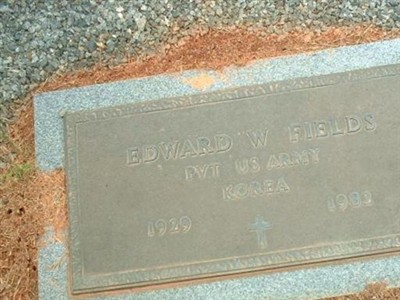 EDWARD W FIELDS
PVT US ARMY
KOREA
1929 1982